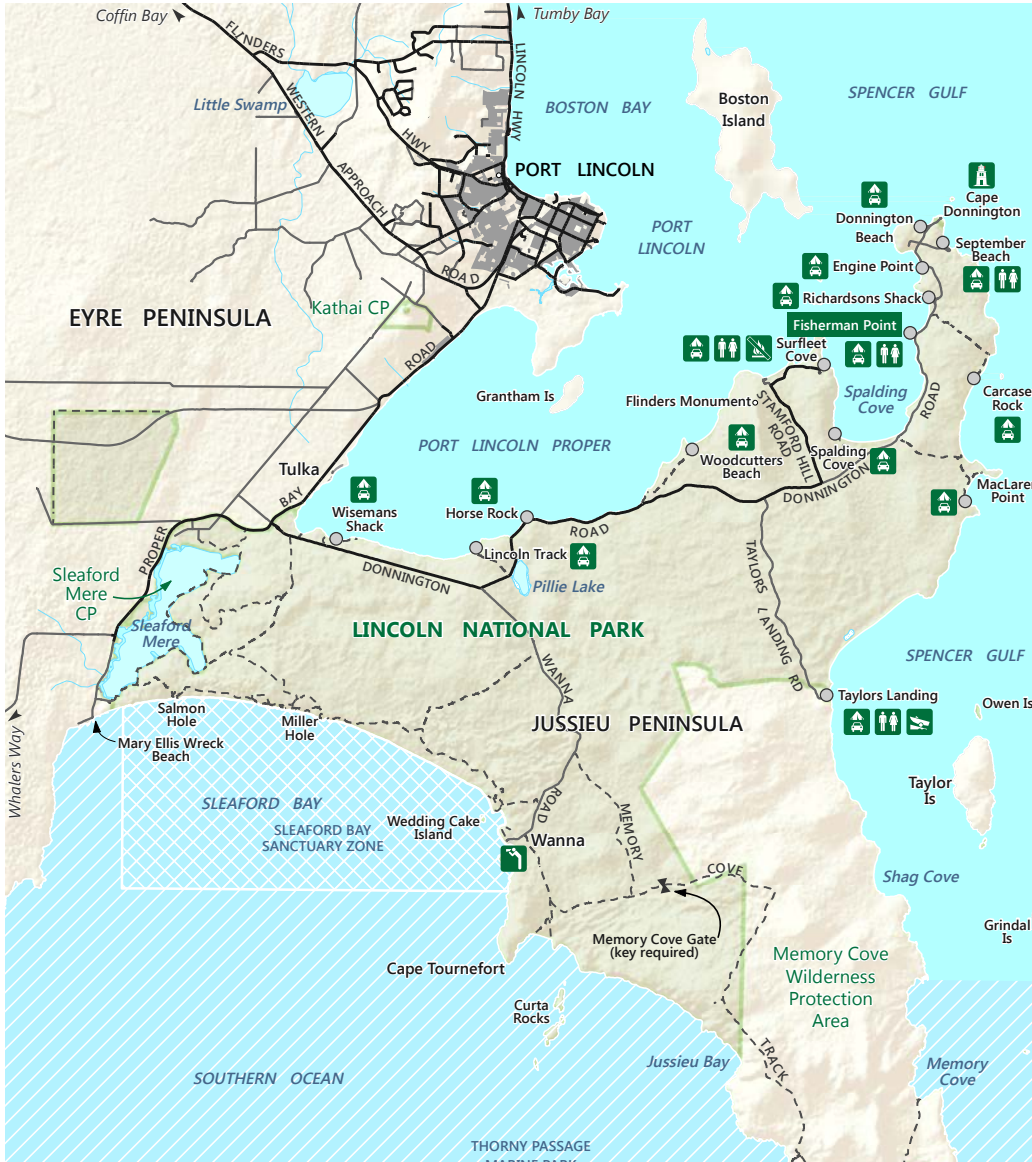 Coffin Bay
Tumby Bay
FLINDERS
HWY
LINCOLN HWY
WESTERN
APPROACH
ROAD
Little Swamp
BOSTON BAY
Boston
Island
SPENCER GULF
PORT LINCOLN
PORT
LINCOLN
Cape
Donnington
Donnington
Beach
September
Beach
Engine Point
Richardsons Shack
Fisherman Point
EYRE PENINSULA
Kathai CP
ROAD
Surfleet
Cove
Grantham Is
Flinders Monument
STAMFORD HILL
ROAD
Spalding
Cove
ROAD
Carcase
Rock
PORT LINCOLN PROPER
Woodcutters
Beach
Spalding
Cove
DONNINGTON
Tulka
BAY
Wisemans
Shack
Horse Rock
MacLare
Point
PROPER
ROAD
Lincoln Track
DONNINGTON
Pillie Lake
TAYLORS LANDING RD
Sleaford
Mere
CP
Sleaford
Mere
LINCOLN NATIONAL PARK
WANNA
SPENCER GULF
Taylors Landing
Owen Is
Salmon
Hole
Miller
Hole
JUSSIEU PENINSULA
Mary Ellis Wreck
Beach
Whalers Way
Taylor
Is
SLEAFORD BAY
SLEAFORD BAY
SANCTUARY ZONE
Wedding Cake
Island
ROAD
Wanna
MEMORY
COVE
Shag Cove
Grindal
Is
Memory Cove Gate
(key required)
Memory Cove
Wilderness
Protection
Area
Cape Tournefort
Curta
Rocks
Jussieu Bay
TRACK
Memory
Cove
SOUTHERN OCEAN
THORNY PASSAGE
MARINE PARK